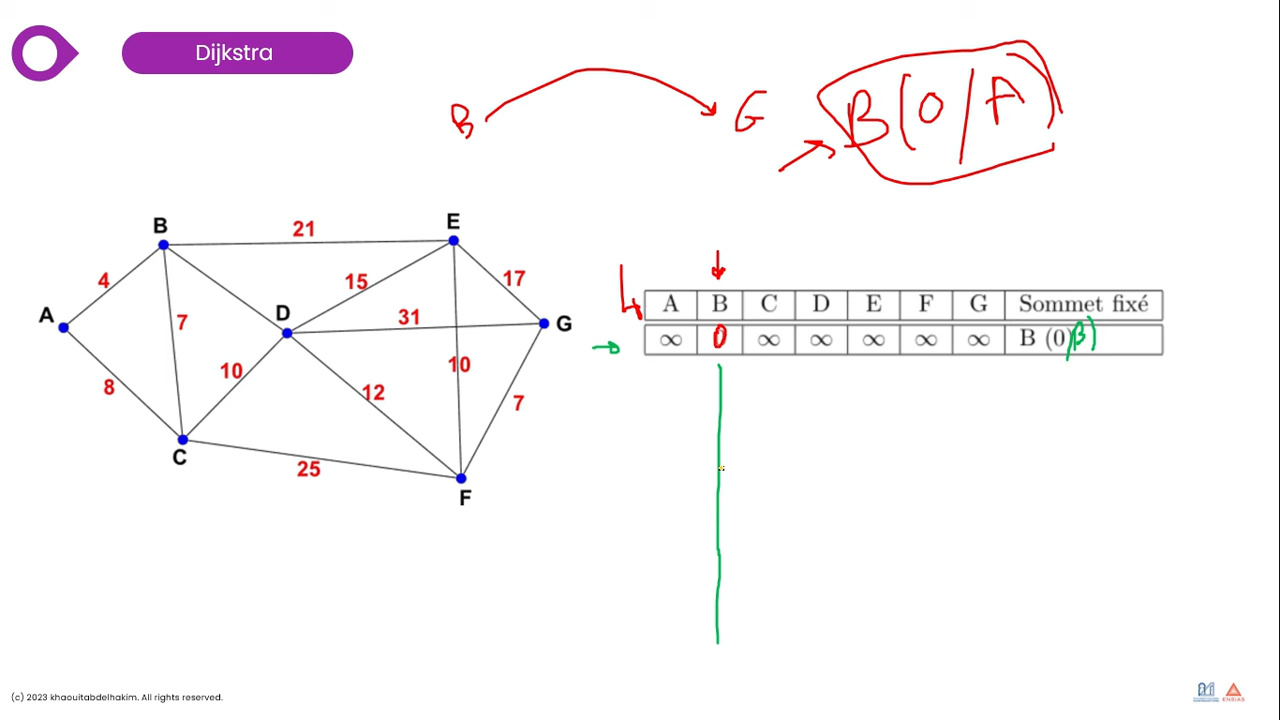 Dijkstra
B G B(0/A)
B 21 E
4 15 17
A 7 D 31 G
8 10 12 10 7
C 25 F
A B C D E F G Sommet fixé
∞ 0 ∞ ∞ ∞ ∞ ∞ B (0,B)
(c) 2023 khaouitabdelhakim. All rights reserved.
ENSIAS